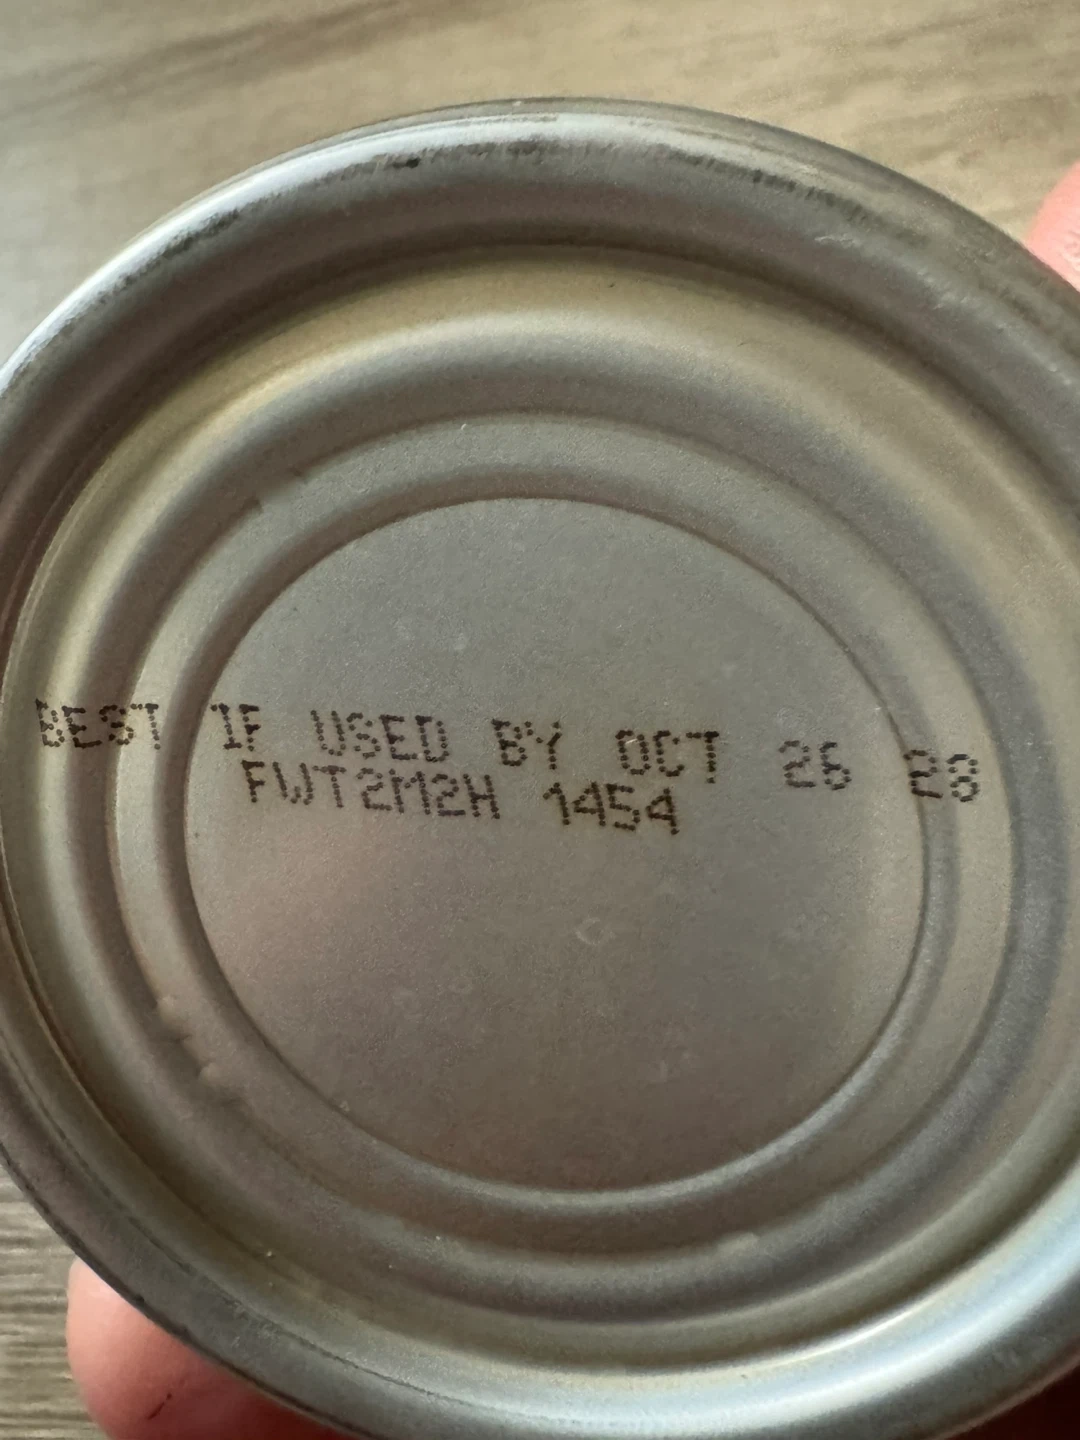 BEST IF USED BY OCT 26 28
FWT2M2H 1454